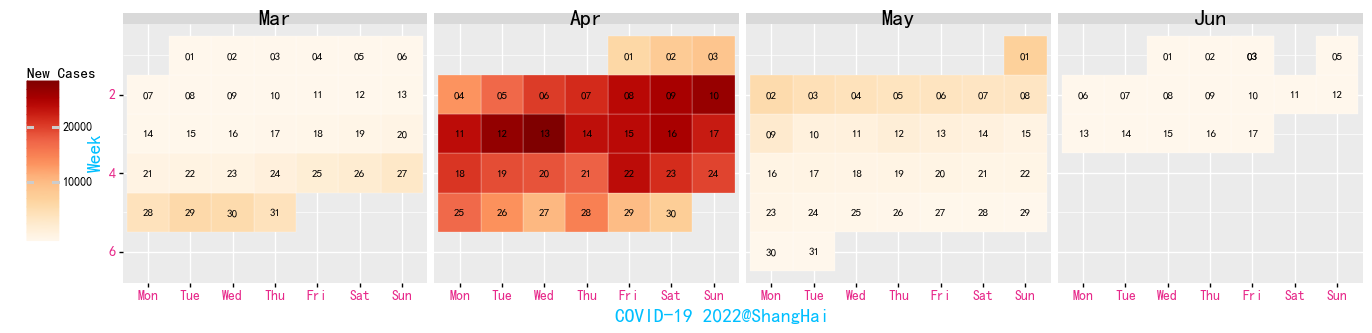 Mar Apr May Jun
New Cases
20000
10000
Week
2
4
6
01 02 03 04 05 06
07 08 09 10 11 12 13
14 15 16 17 18 19 20
21 22 23 24 25 26 27
28 29 30 31
01 02 03
04 05 06 07 08 09 10
11 12 13 14 15 16 17
18 19 20 21 22 23 24
25 26 27 28 29 30
01
02 03 04 05 06 07 08
09 10 11 12 13 14 15
16 17 18 19 20 21 22
23 24 25 26 27 28 29
30 31
01 02 03 05
06 07 08 09 10 11 12
13 14 15 16 17
Mon Tue Wed Thu Fri Sat Sun Mon Tue Wed Thu Fri Sat Sun Mon Tue Wed Thu Fri Sat Sun Mon Tue Wed Thu Fri Sat Sun
COVID-19 2022@ShangHai